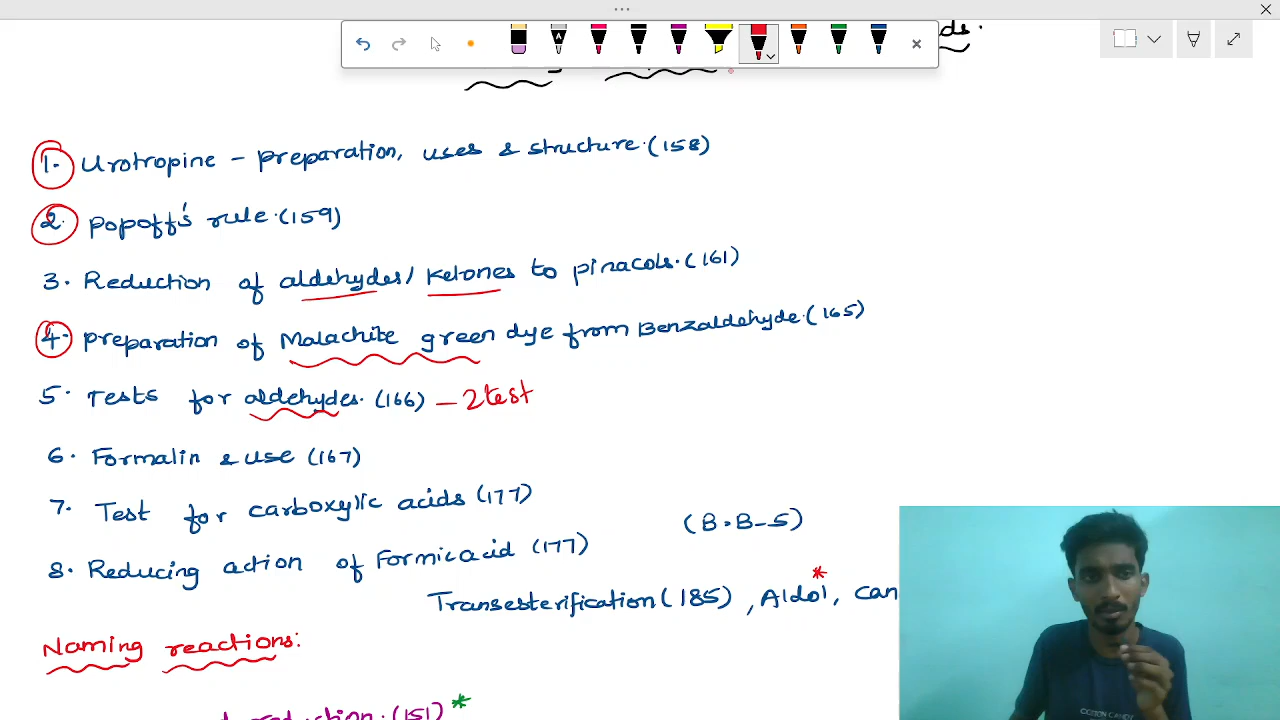 ds.
1. Urotropine - preparation, uses & structure. (158)
2. popoff's rule. (159)
3. Reduction of aldehydes/ Ketones to pinacols. (161)
4. preparation of Malachite green dye from Benzaldehyde. (165)
5. Tests for aldehydes. (166) - 2 test
6. Formalin & use (167)
7. Test for carboxylic acids (177)
(B.B-5)
8. Reducing action of Formic acid (177)
Transesterification (185), Aldol*, can
Naming reactions:
reduction. (151) *